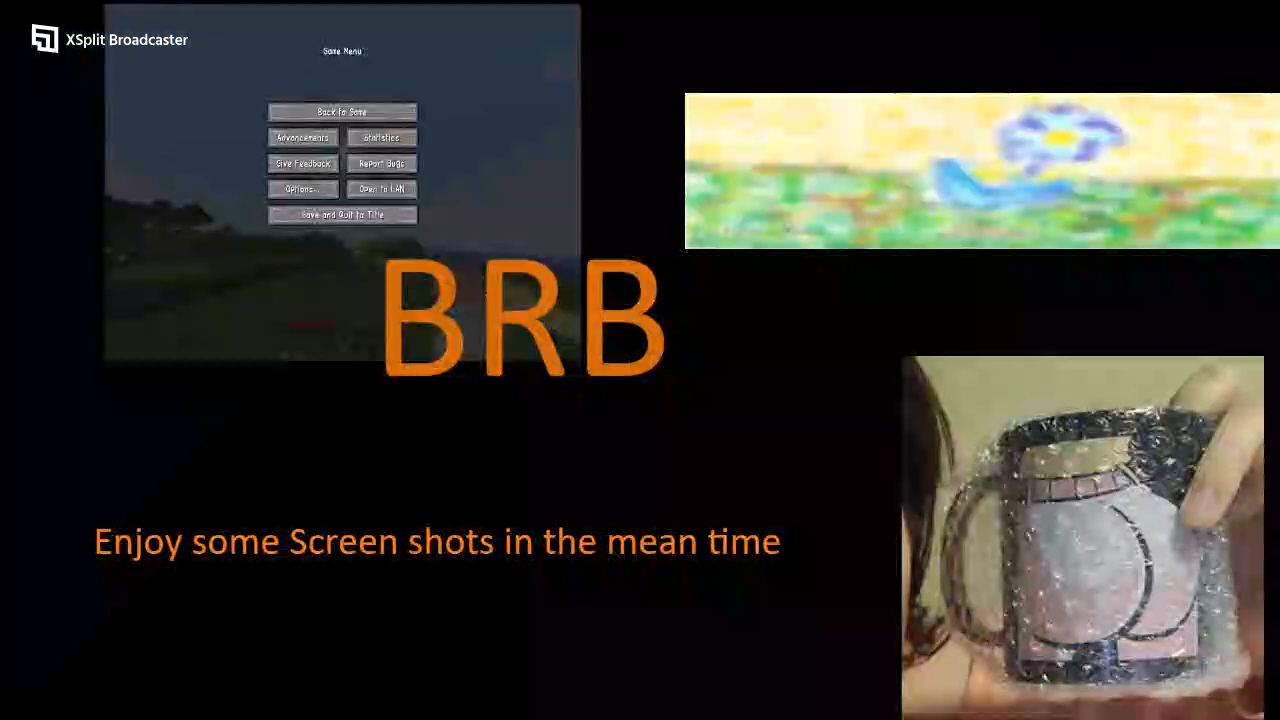 XSplit Broadcaster
Game Menu
Back to Game
Advancements Statistics
Give Feedback Report Bugs
Options... Open to LAN
Save and Quit to Title
BRB
Enjoy some Screen shots in the mean time